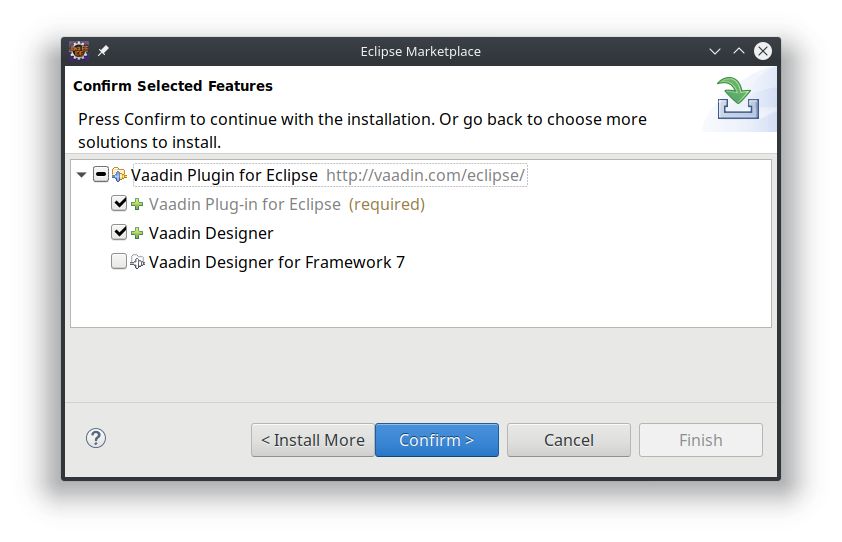 Eclipse Marketplace
Confirm Selected Features
Press Confirm to continue with the installation. Or go back to choose more
solutions to install.
Vaadin Plugin for Eclipse http://vaadin.com/eclipse/
Vaadin Plug-in for Eclipse (required)
Vaadin Designer
Vaadin Designer for Framework 7
? < Install More Confirm > Cancel Finish